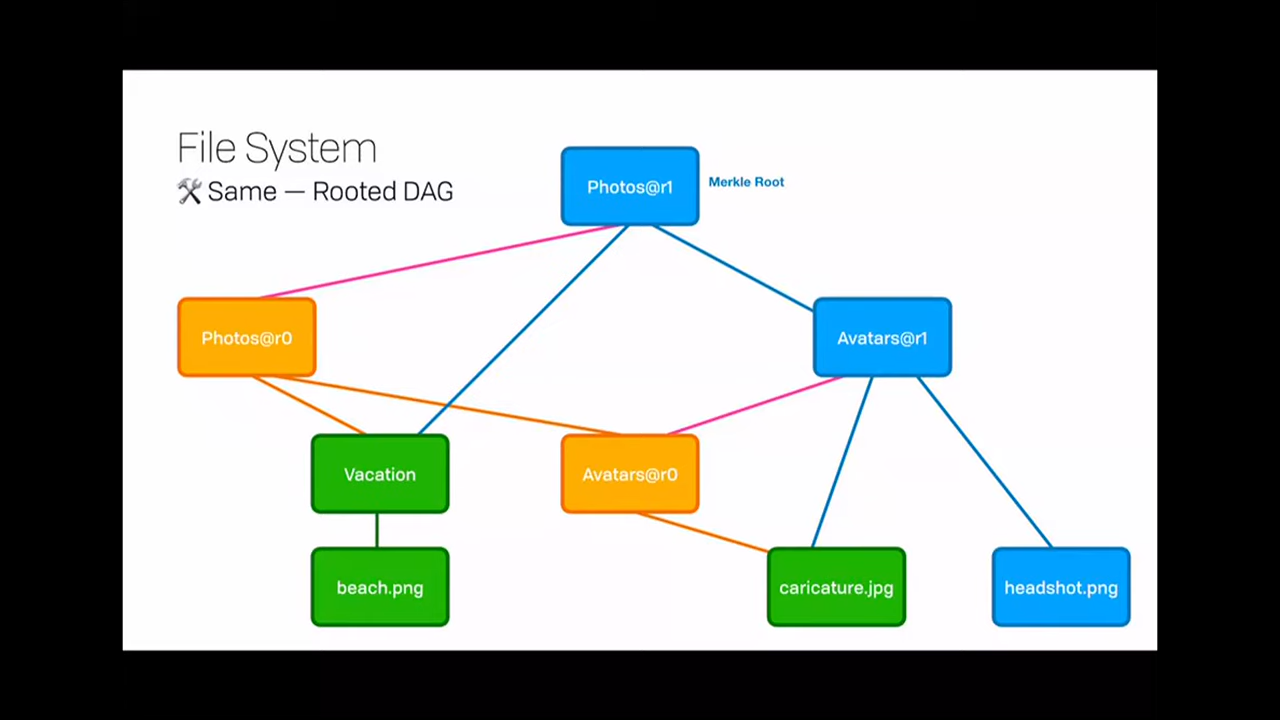 File System
🛠 Same — Rooted DAG
Photos@r1
Merkle Root
Photos@r0
Avatars@r1
Vacation
Avatars@r0
beach.png
caricature.jpg
headshot.png